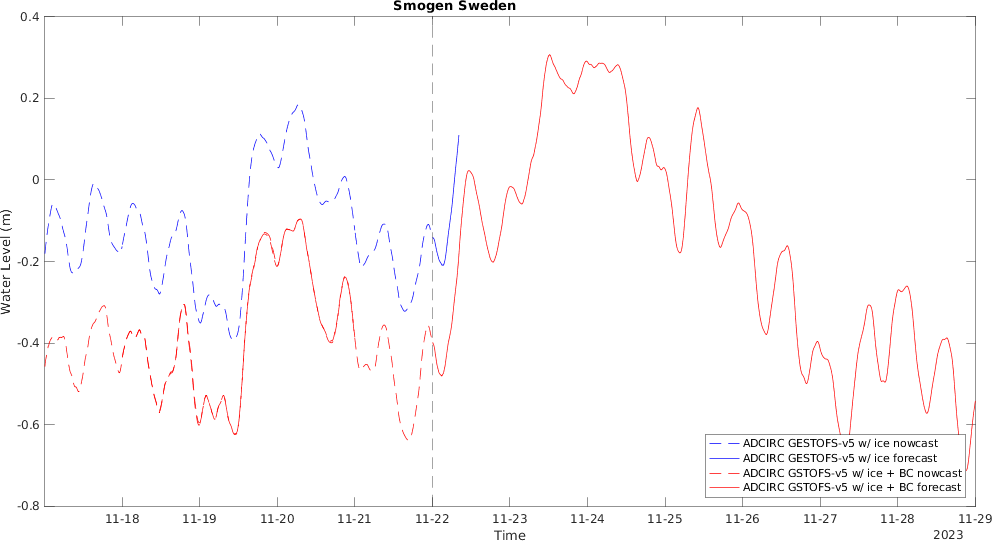 Smogen Sweden
Water Level (m)
0.4
0.2
0
-0.2
-0.4
-0.6
-0.8
ADCIRC GESTOFS-v5 w/ ice nowcast
ADCIRC GESTOFS-v5 w/ ice forecast
ADCIRC GSTOFS-v5 w/ ice + BC nowcast
ADCIRC GSTOFS-v5 w/ ice + BC forecast
11-18 11-19 11-20 11-21 11-22 11-23 11-24 11-25 11-26 11-27 11-28 11-29
Time
2023